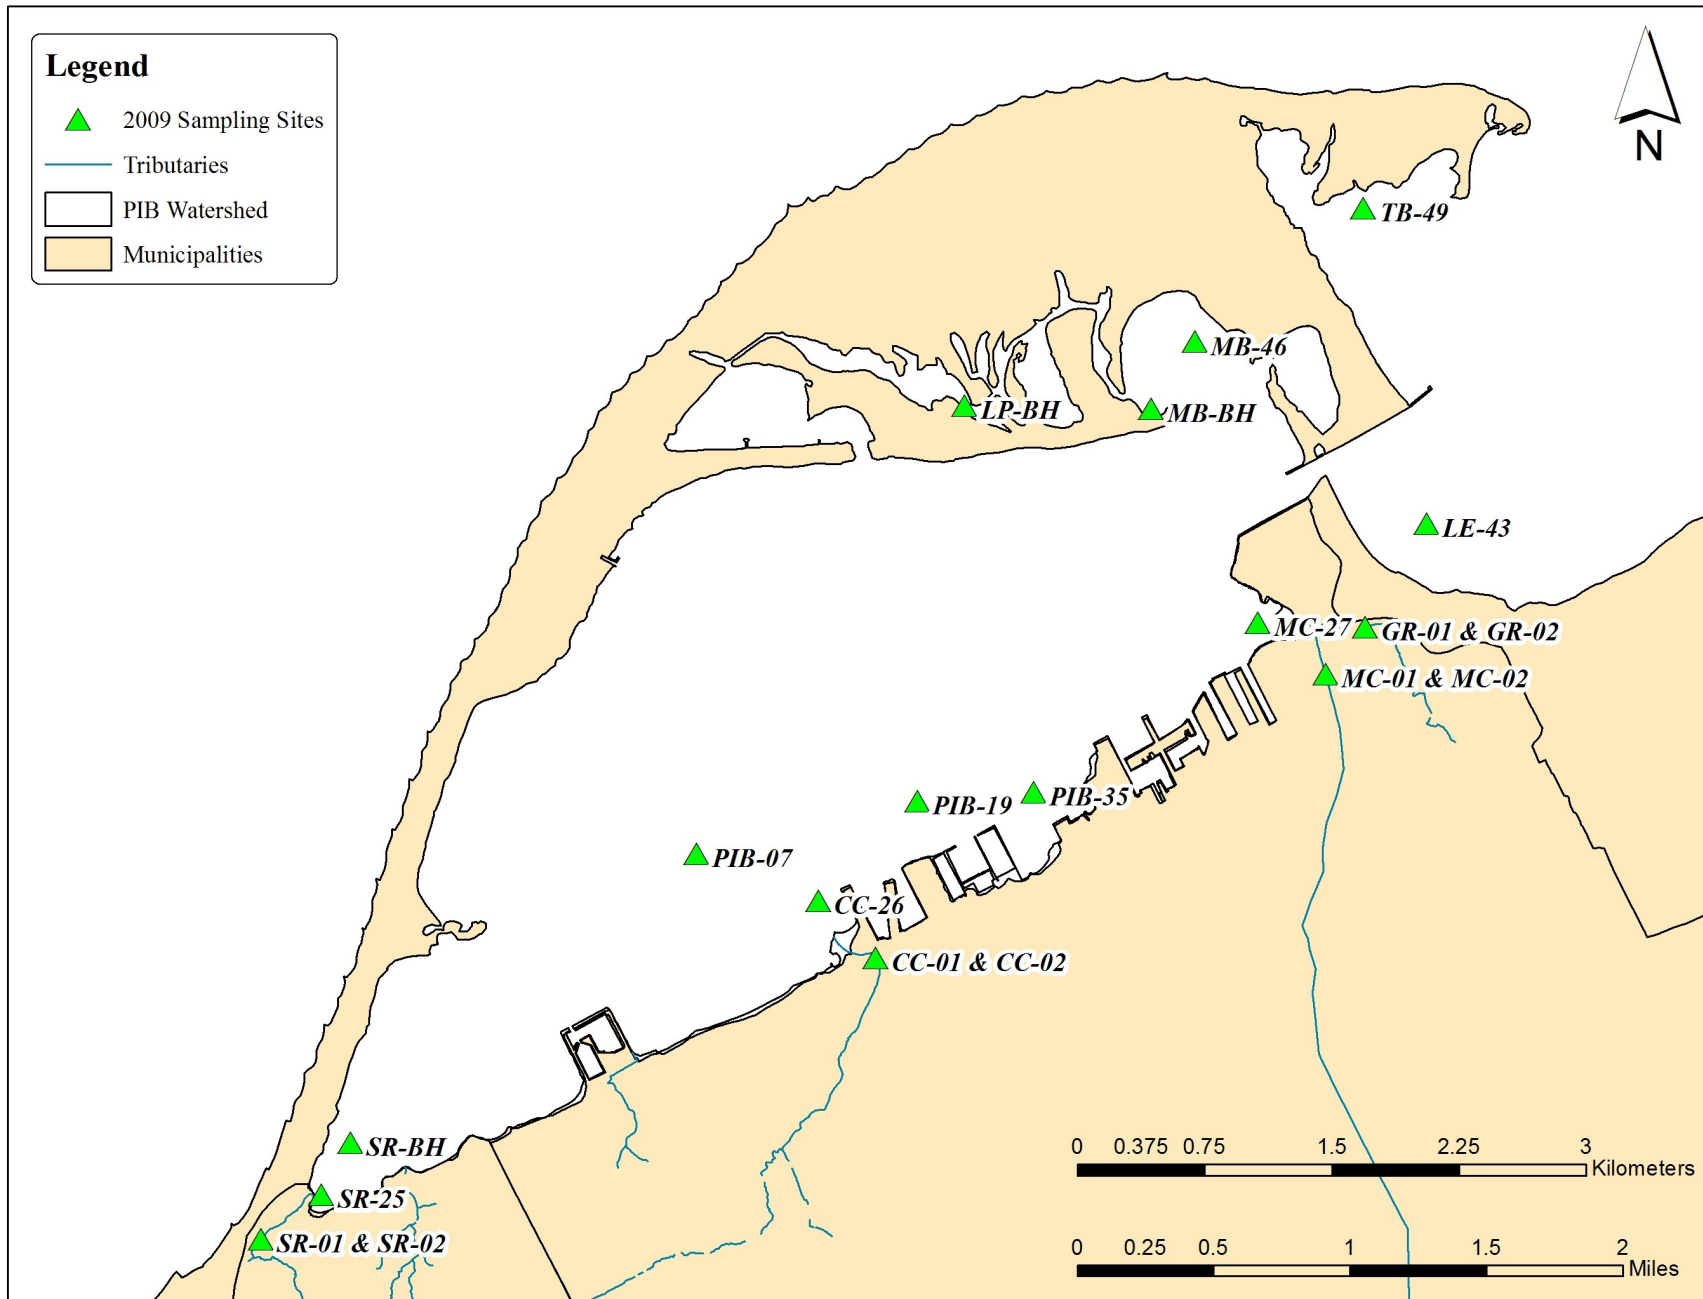 Legend
2009 Sampling Sites
Tributaries
PIB Watershed
Municipalities
N
TB-49
MB-46
LP-BH
MB-BH
LE-43
MC-27
GR-01 & GR-02
MC-01 & MC-02
PIB-19
PIB-35
PIB-07
CC-26
CC-01 & CC-02
SR-BH
SR-25
SR-01 & SR-02
0 0.375 0.75 1.5 2.25 3
Kilometers
0 0.25 0.5 1 1.5 2
Miles